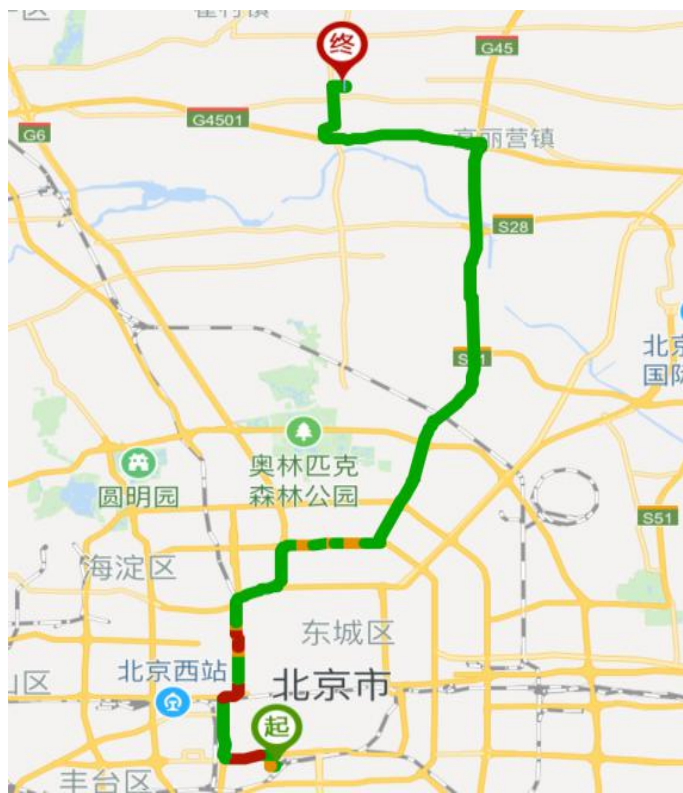 终
G45
G6
G4501
高丽营镇
S28
北京
国际
奥林匹克
森林公园
圆明园
S51
海淀区
东城区
北京西站
北京市
山区
起
丰台区